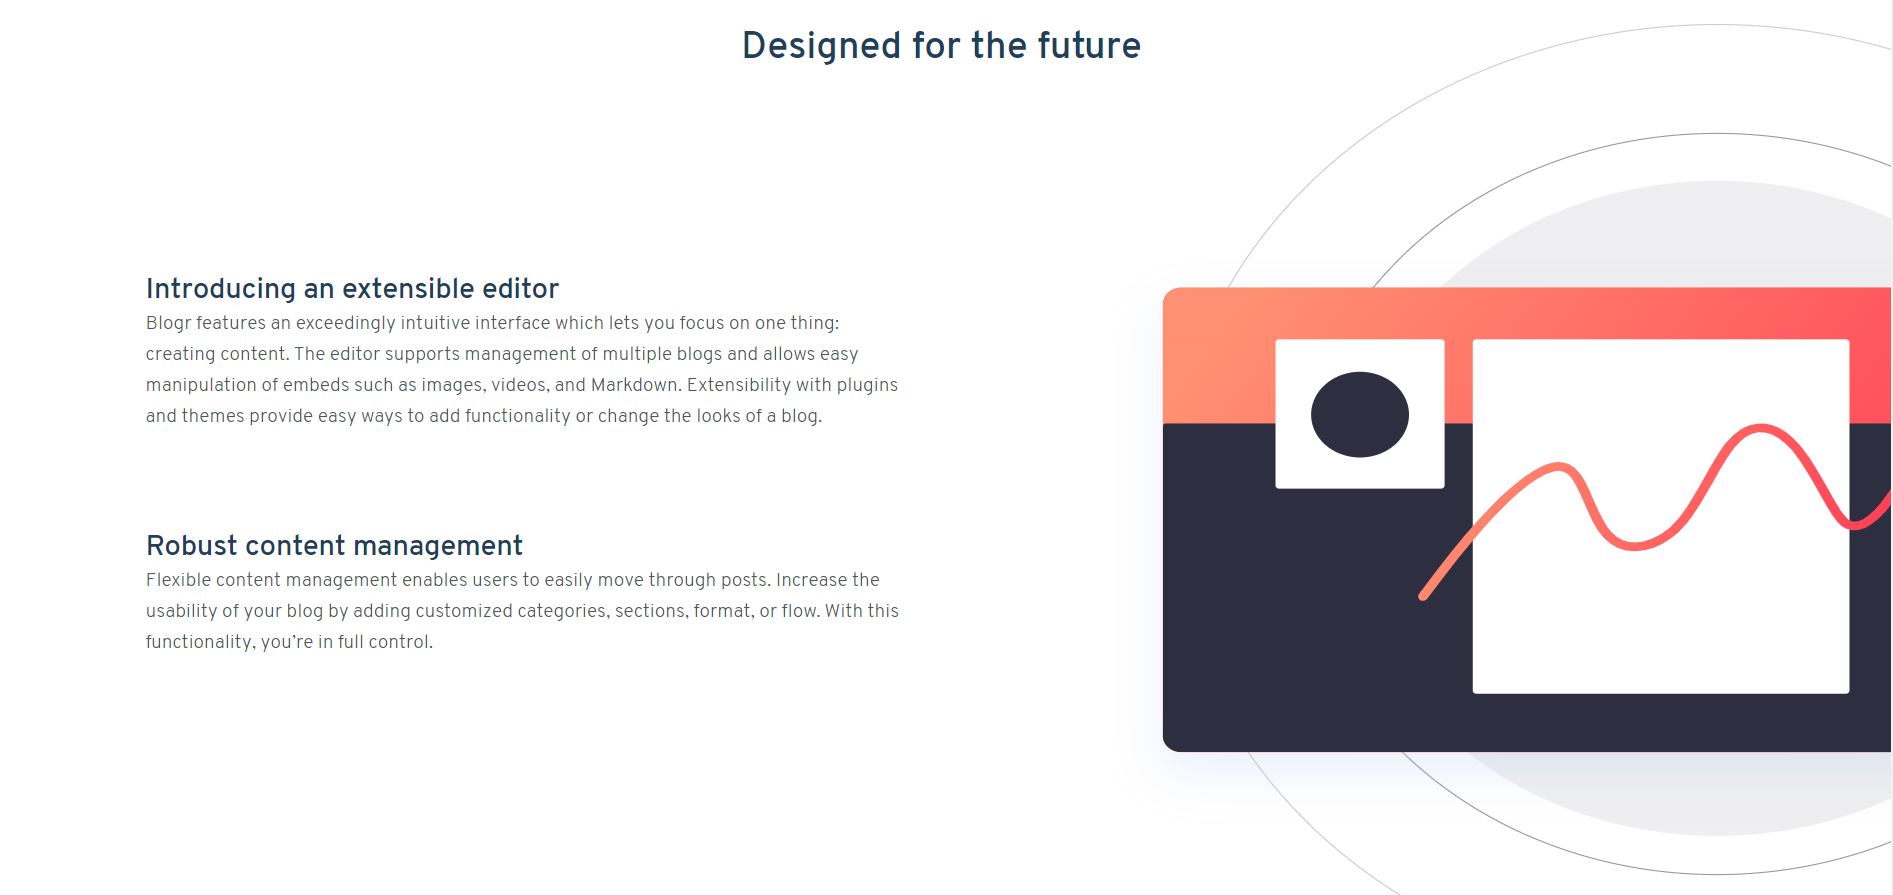 Designed for the future
Introducing an extensible editor
Blogr features an exceedingly intuitive interface which lets you focus on one thing:
creating content. The editor supports management of multiple blogs and allows easy
manipulation of embeds such as images, videos, and Markdown. Extensibility with plugins
and themes provide easy ways to add functionality or change the looks of a blog.
Robust content management
Flexible content management enables users to easily move through posts. Increase the
usability of your blog by adding customized categories, sections, format, or flow. With this
functionality, you’re in full control.